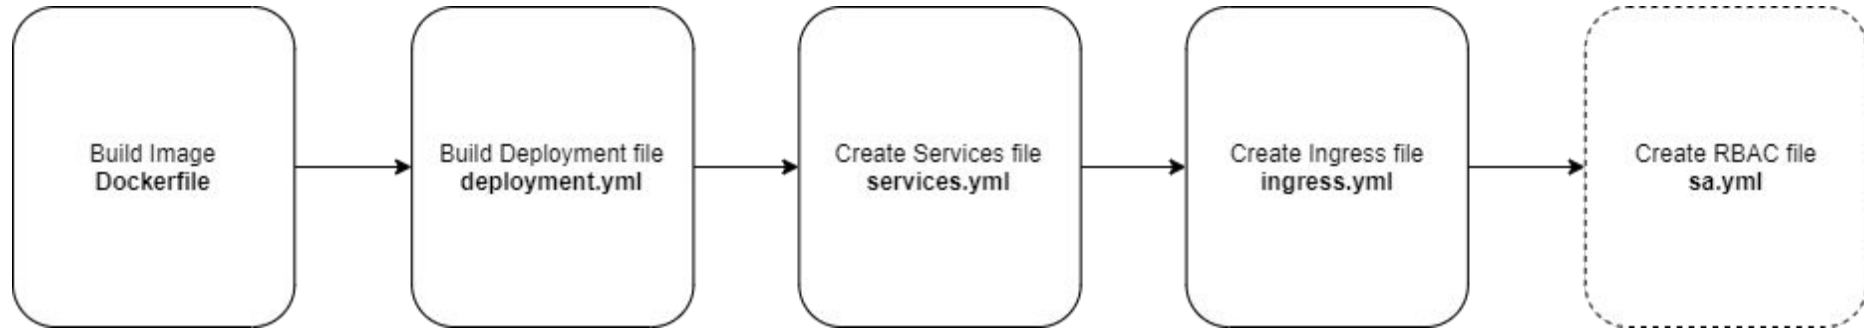 Build Image
Dockerfile
Build Deployment file
deployment.yml
Create Services file
services.yml
Create Ingress file
ingress.yml
Create RBAC file
sa.yml